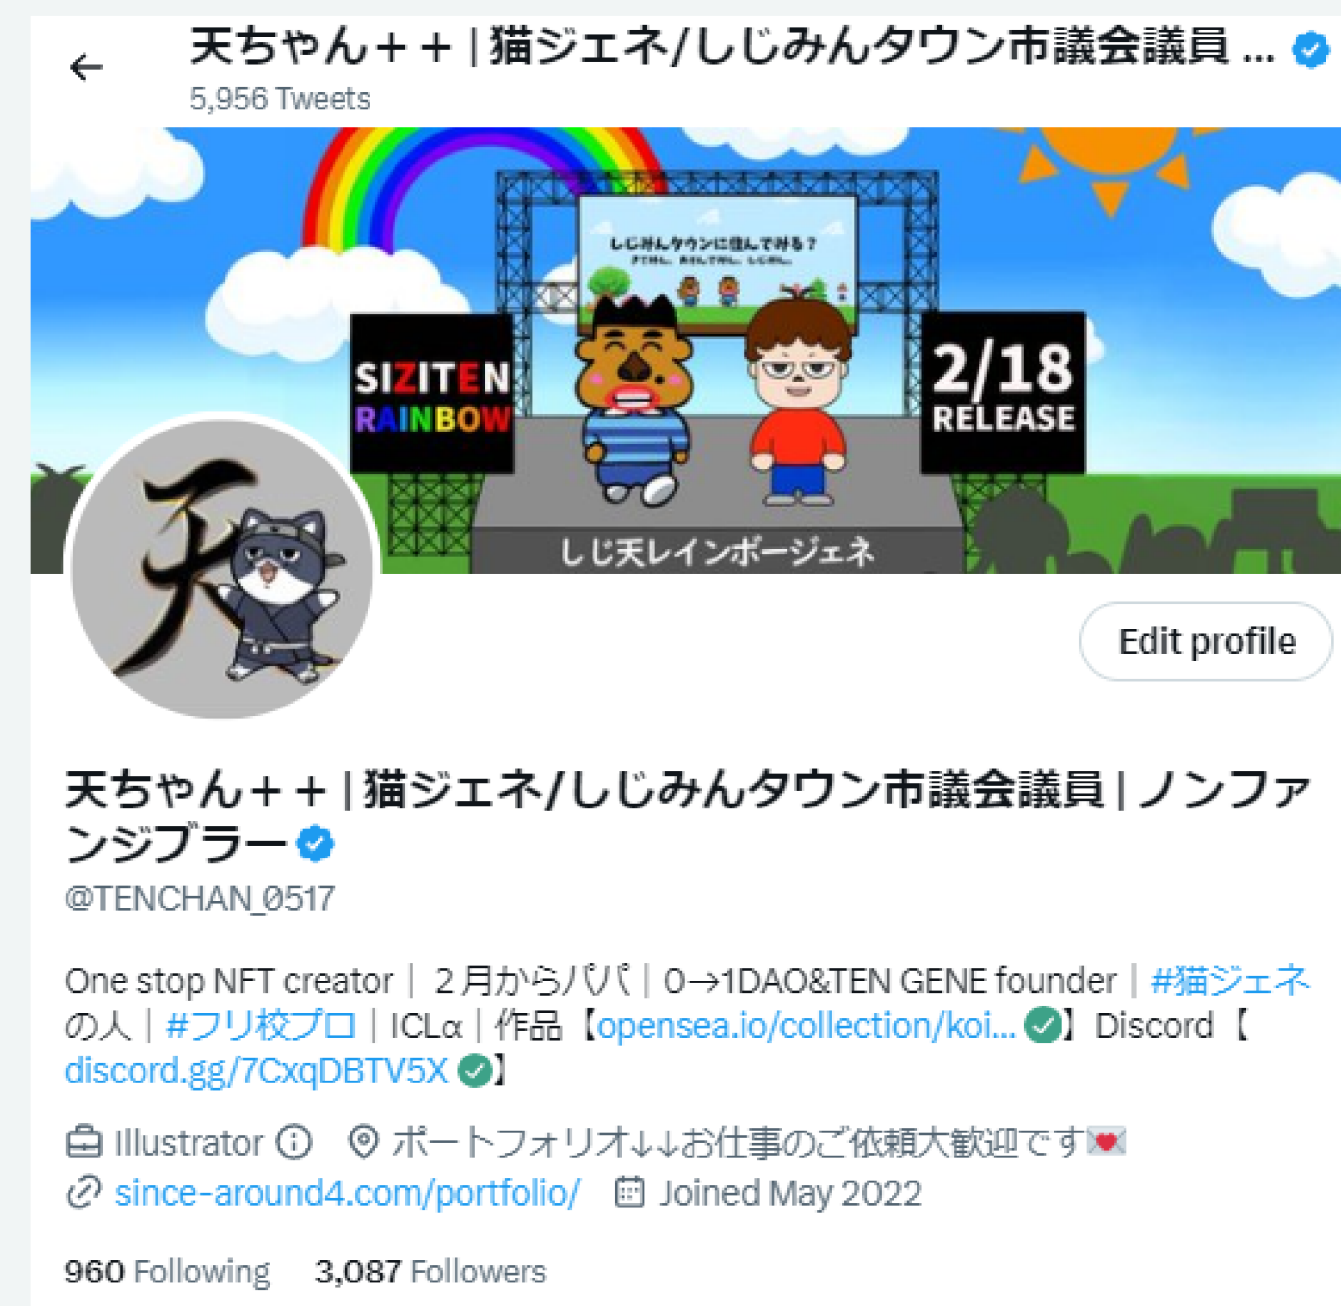 天ちゃん＋＋ | 猫ジェネ/しじみんタウン市議会議員 ...
5,956 Tweets
しじみんタウンに住んでみる？
SIZITEN
RAINBOW
2/18
RELEASE
天
しじ天レインボージェネ
Edit profile
天ちゃん＋＋ | 猫ジェネ/しじみんタウン市議会議員 | ノンファ
ンジブラー
@TENCHAN_0517
One stop NFT creator｜ ２月からパパ｜0→1DAO&TEN GENE founder｜#猫ジェネ
の人｜#フリ校プロ｜ICLα｜作品【opensea.io/collection/koi... 】Discord【
discord.gg/7CxqDBTV5X 】
Illustrator ポートフォリオ↓↓お仕事のご依頼大歓迎です
since-around4.com/portfolio/ Joined May 2022
960 Following 3,087 Followers